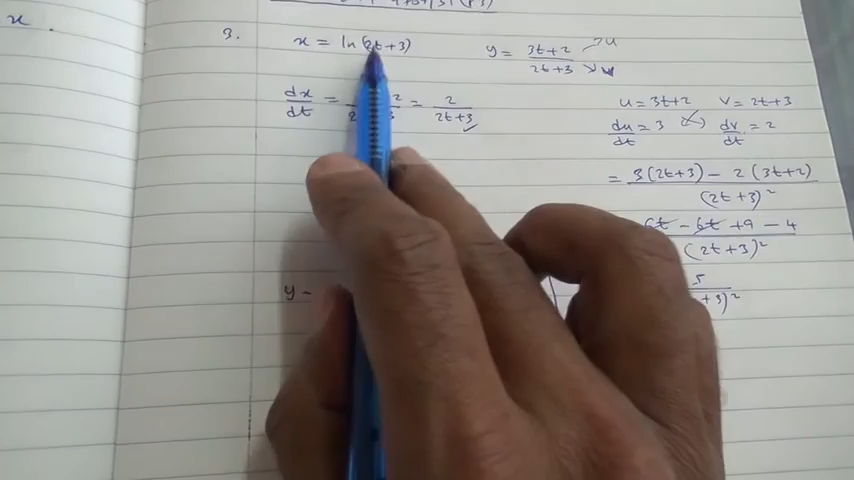 x
3. x = ln(2t+3) y = 3t+2 / 2t+3 → u → v
dx/dt = = 2 / 2t+3 ✓
u = 3t+2 v = 2t+3
du/dt = 3 dv/dt = 2
= 3(2t+3) - 2(3t+2) / (2t+3)²
6t - 6t + 9 - 4 / (2t+3)²
5 / +3)²
y -